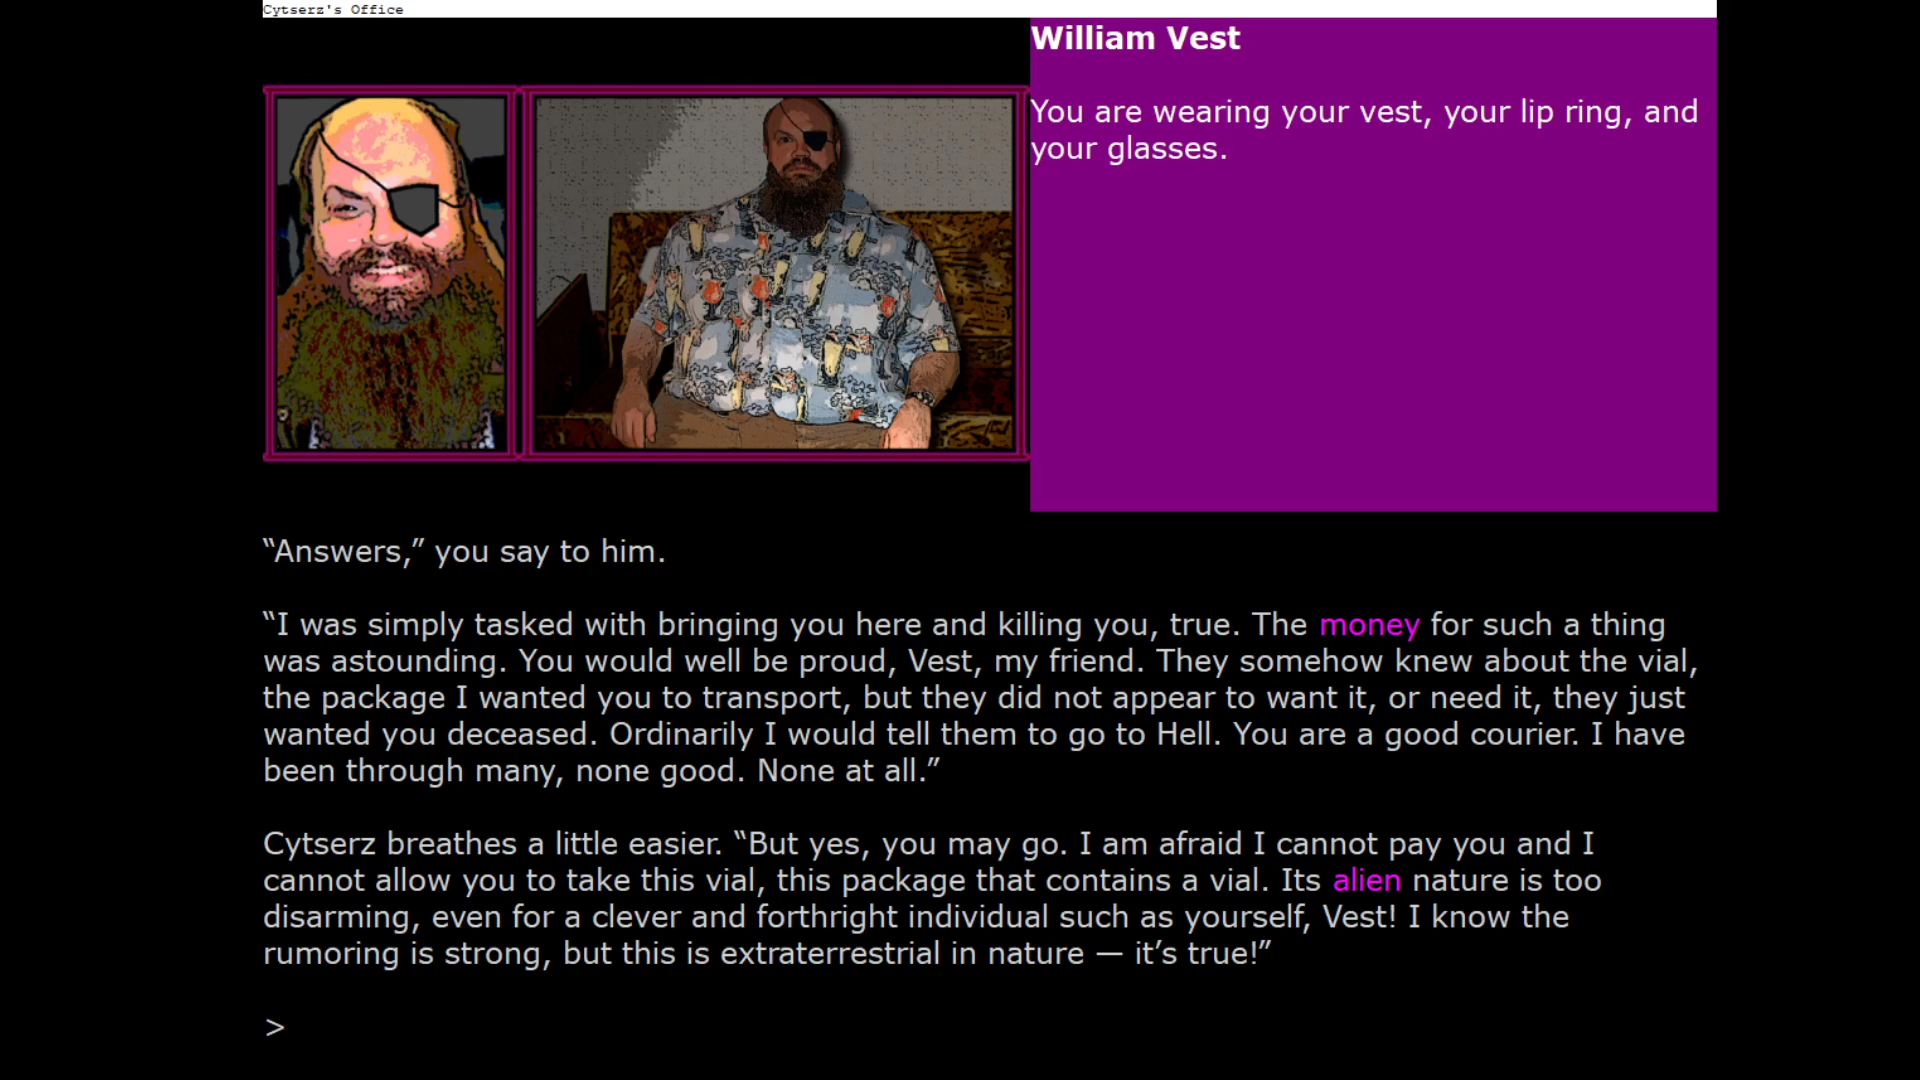 Cytserz's Office
William Vest
You are wearing your vest, your lip ring, and
your glasses.
“Answers,” you say to him.
“I was simply tasked with bringing you here and killing you, true. The money for such a thing
was astounding. You would well be proud, Vest, my friend. They somehow knew about the vial,
the package I wanted you to transport, but they did not appear to want it, or need it, they just
wanted you deceased. Ordinarily I would tell them to go to Hell. You are a good courier. I have
been through many, none good. None at all.”
Cytserz breathes a little easier. “But yes, you may go. I am afraid I cannot pay you and I
cannot allow you to take this vial, this package that contains a vial. Its alien nature is too
disarming, even for a clever and forthright individual such as yourself, Vest! I know the
rumoring is strong, but this is extraterrestrial in nature — it’s true!”
>